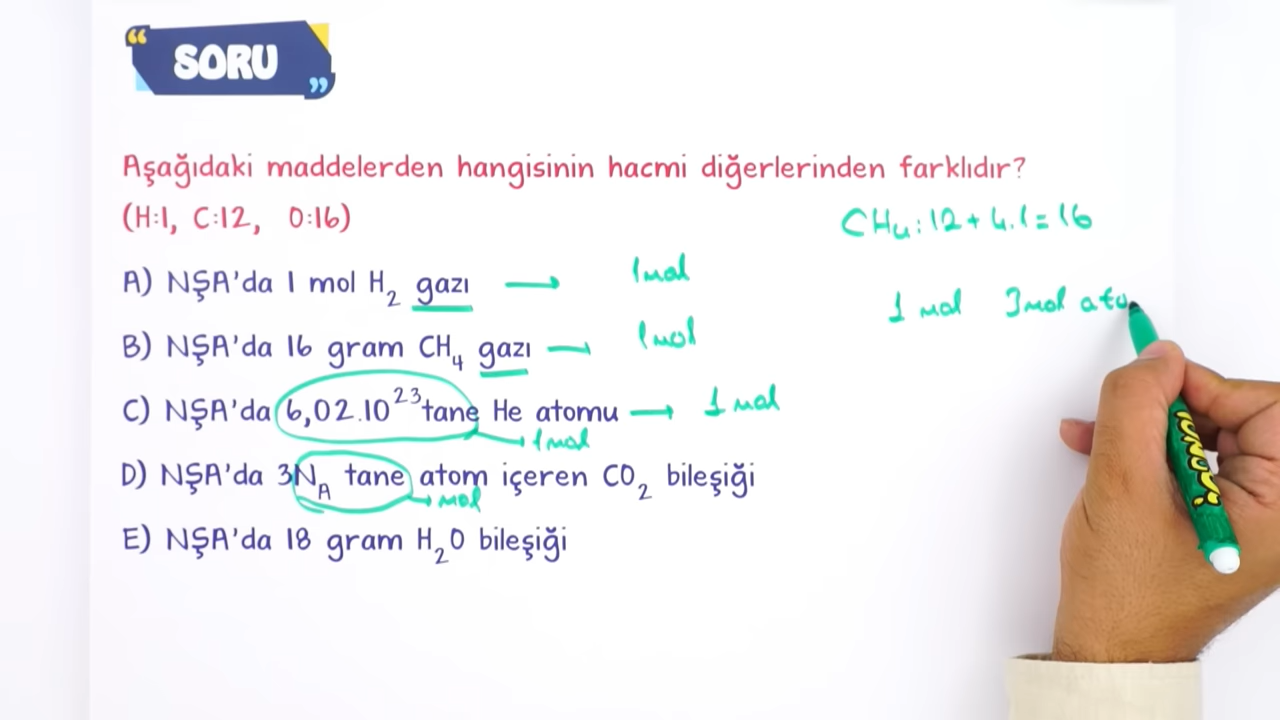 “ SORU ”
Aşağıdaki maddelerden hangisinin hacmi diğerlerinden farklıdır?
(H:1, C:12, O:16)
CH₄: 12 + 4.1 = 16
A) NŞA'da 1 mol H₂ gazı → 1 mol
1 mol 3 mol ato
B) NŞA'da 16 gram CH₄ gazı → 1 mol
C) NŞA'da 6,02.10²³ tane He atomu → 1 mol
→ 1 mol
D) NŞA'da 3N_A tane atom içeren CO₂ bileşiği
→ mol
E) NŞA'da 18 gram H₂O bileşiği